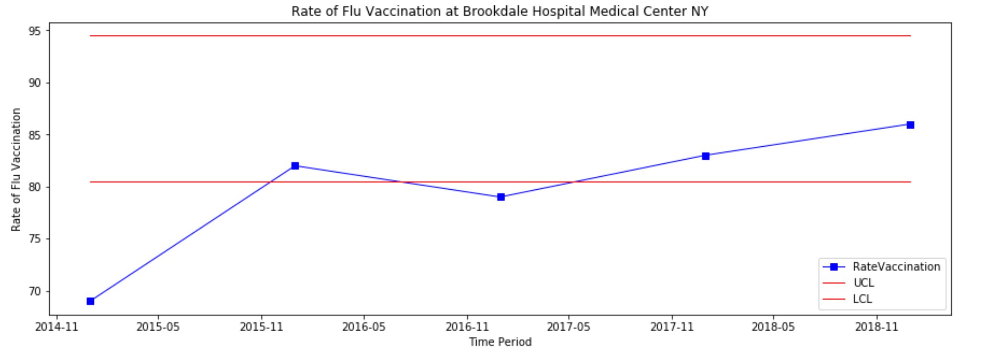 Rate of Flu Vaccination at Brookdale Hospital Medical Center NY
95
90
85
80
75
70
Rate of Flu Vaccination
RateVaccination
UCL
LCL
2014-11 2015-05 2015-11 2016-05 2016-11 2017-05 2017-11 2018-05 2018-11
Time Period